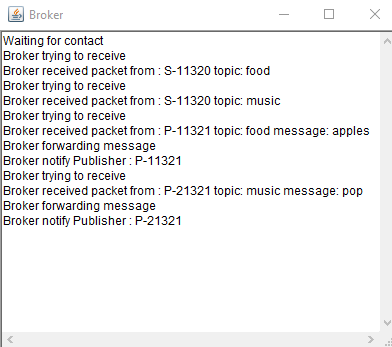 Broker
Waiting for contact
Broker trying to receive
Broker received packet from : S-11320 topic: food
Broker trying to receive
Broker received packet from : S-11320 topic: music
Broker trying to receive
Broker received packet from : P-11321 topic: food message: apples
Broker forwarding message
Broker notify Publisher : P-11321
Broker trying to receive
Broker received packet from : P-21321 topic: music message: pop
Broker forwarding message
Broker notify Publisher : P-21321